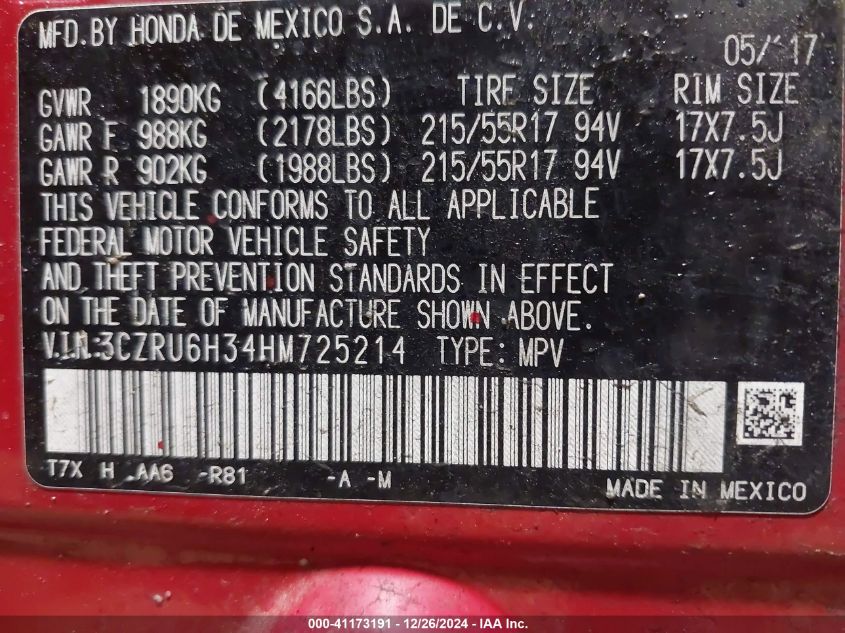 MFD.BY HONDA DE MEXICO S.A. DE C.V.
05/'17
GVWR 1890KG (4166LBS) TIRE SIZE RIM SIZE
GAWR F 988KG (2178LBS) 215/55R17 94V 17X7.5J
GAWR R 902KG (1988LBS) 215/55R17 94V 17X7.5J
THIS VEHICLE CONFORMS TO ALL APPLICABLE
FEDERAL MOTOR VEHICLE SAFETY
AND THEFT PREVENTION STANDARDS IN EFFECT
ON THE DATE OF MANUFACTURE SHOWN ABOVE.
V.I.N:3CZRU6H34HM725214 TYPE: MPV
T7X H AA6 -R81 -A -M
MADE IN MEXICO
000-41173191 - 12/26/2024 - IAA Inc.